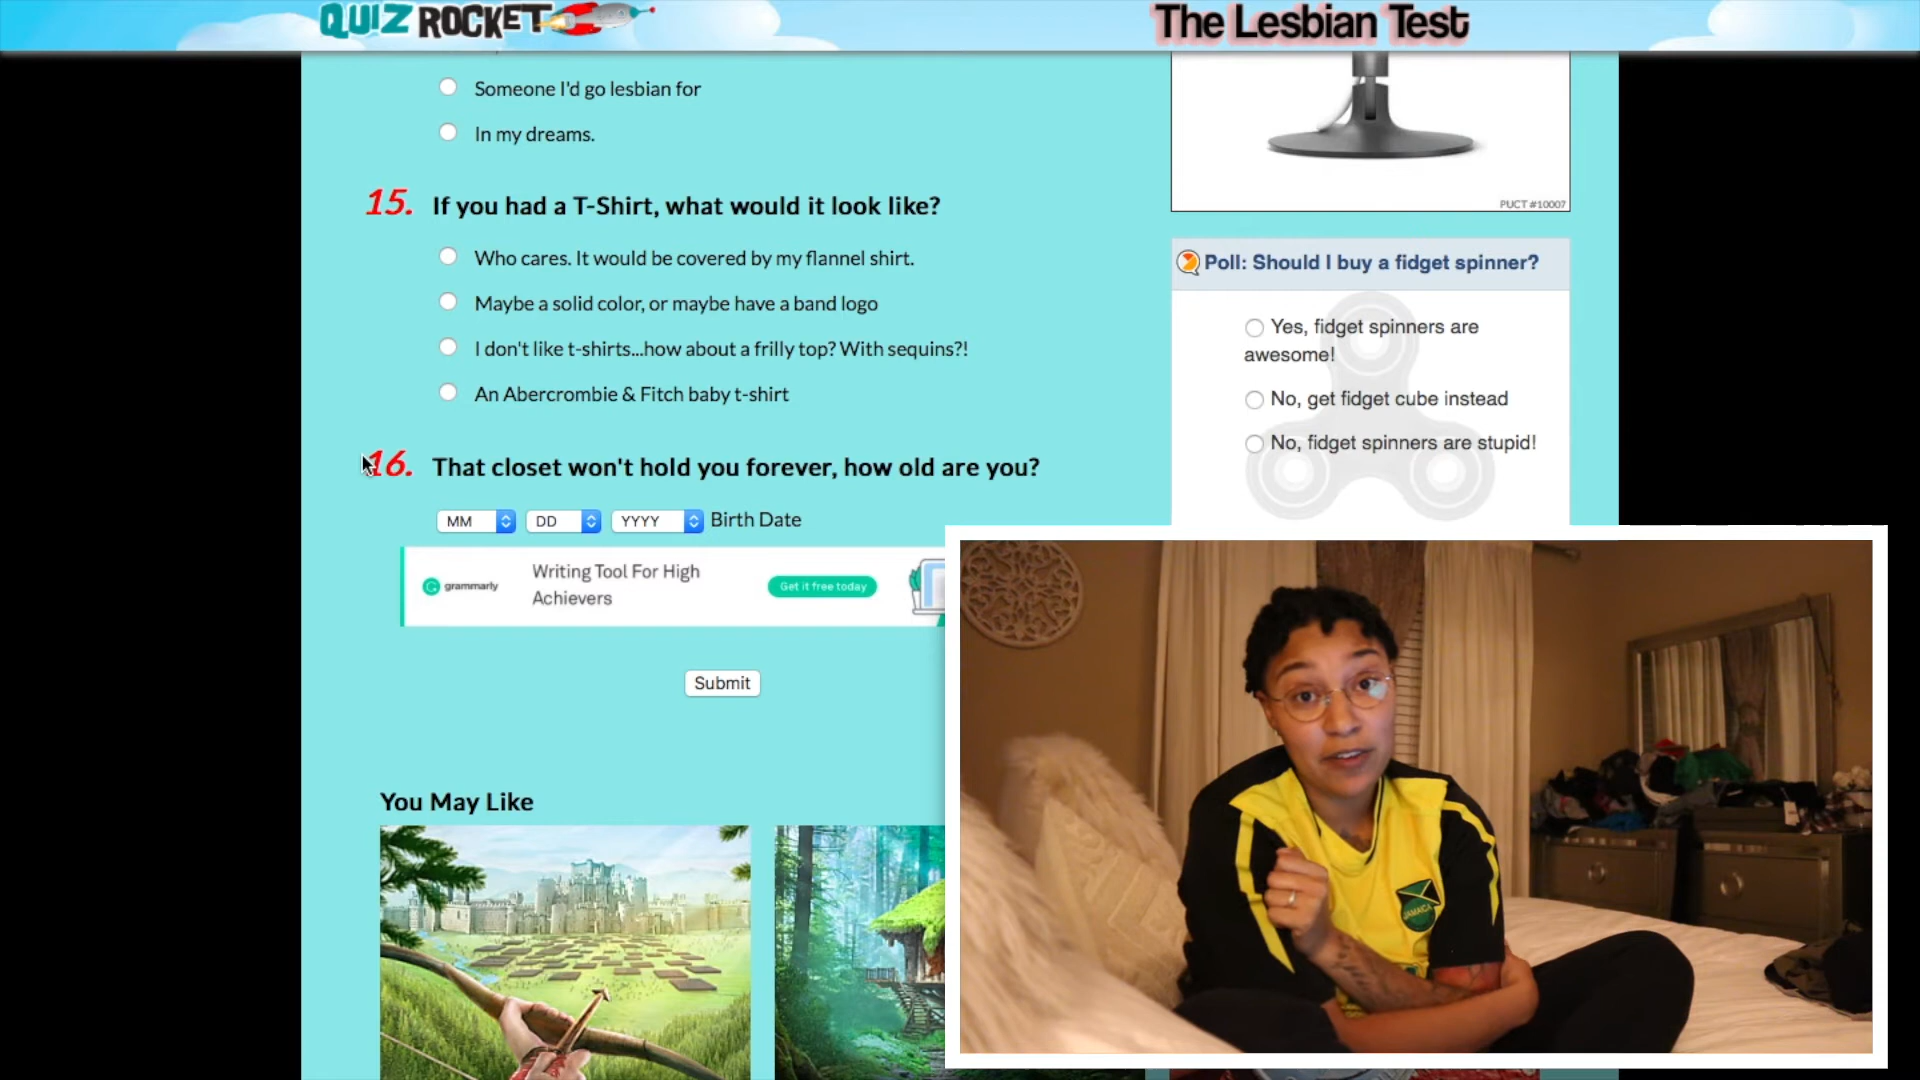 QUIZ ROCKET
The Lesbian Test
Someone I'd go lesbian for
In my dreams.
15. If you had a T-Shirt, what would it look like?
Who cares. It would be covered by my flannel shirt.
Maybe a solid color, or maybe have a band logo
I don't like t-shirts...how about a frilly top? With sequins?!
An Abercrombie & Fitch baby t-shirt
16. That closet won't hold you forever, how old are you?
MM DD YYYY Birth Date
grammarly
Writing Tool For High
Achievers
Get it free today
Submit
You May Like
PUCT #10007
Poll: Should I buy a fidget spinner?
Yes, fidget spinners are
awesome!
No, get fidget cube instead
No, fidget spinners are stupid!
JAMAICA